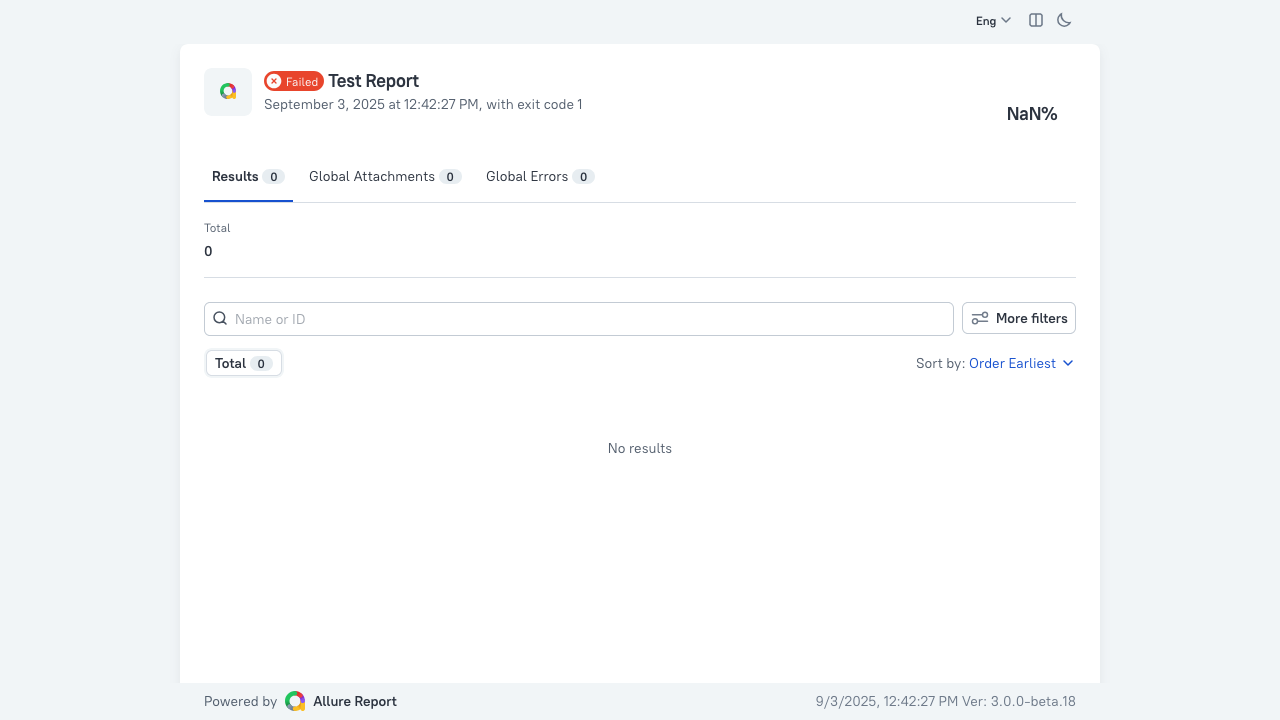 Eng
Failed Test Report
September 3, 2025 at 12:42:27 PM, with exit code 1
NaN%
Results 0 Global Attachments 0 Global Errors 0
Total
0
Name or ID More filters
Total 0 Sort by: Order Earliest
No results
Powered by Allure Report 9/3/2025, 12:42:27 PM Ver: 3.0.0-beta.18